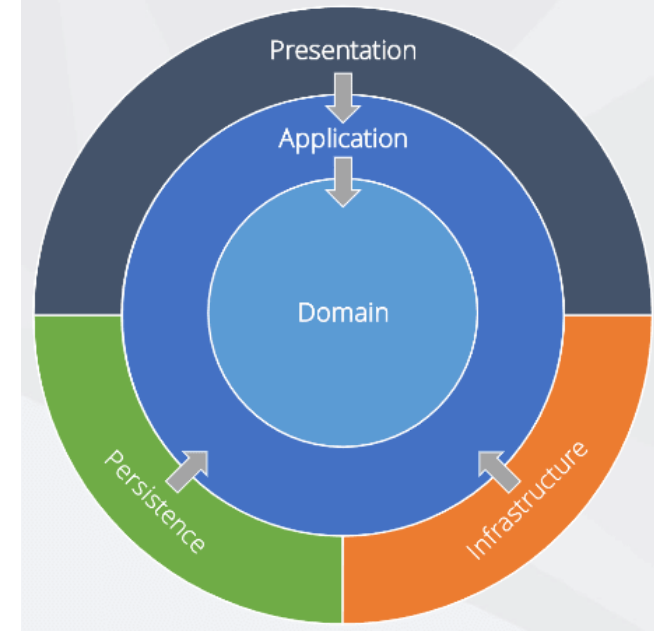 Presentation
Application
Domain
Persistence
Infrastructure